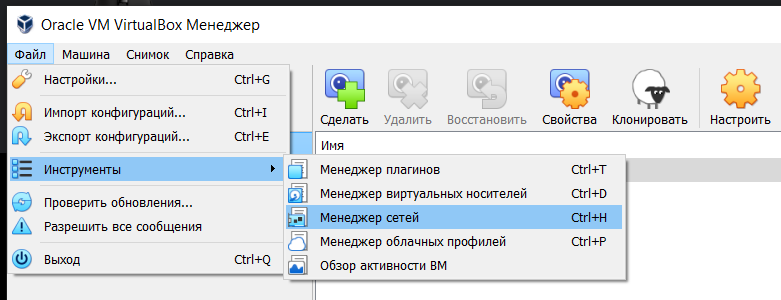 Oracle VM VirtualBox Менеджер
Файл Машина Снимок Справка
Настройки... Ctrl+G
Импорт конфигураций... Ctrl+I
Экспорт конфигураций... Ctrl+E
Инструменты
Проверить обновления...
Разрешить все сообщения
Выход Ctrl+Q
Сделать Удалить Восстановить Свойства Клонировать Настроить
Имя
Менеджер плагинов Ctrl+T
Менеджер виртуальных носителей Ctrl+D
Менеджер сетей Ctrl+H
Менеджер облачных профилей Ctrl+P
Обзор активности ВМ